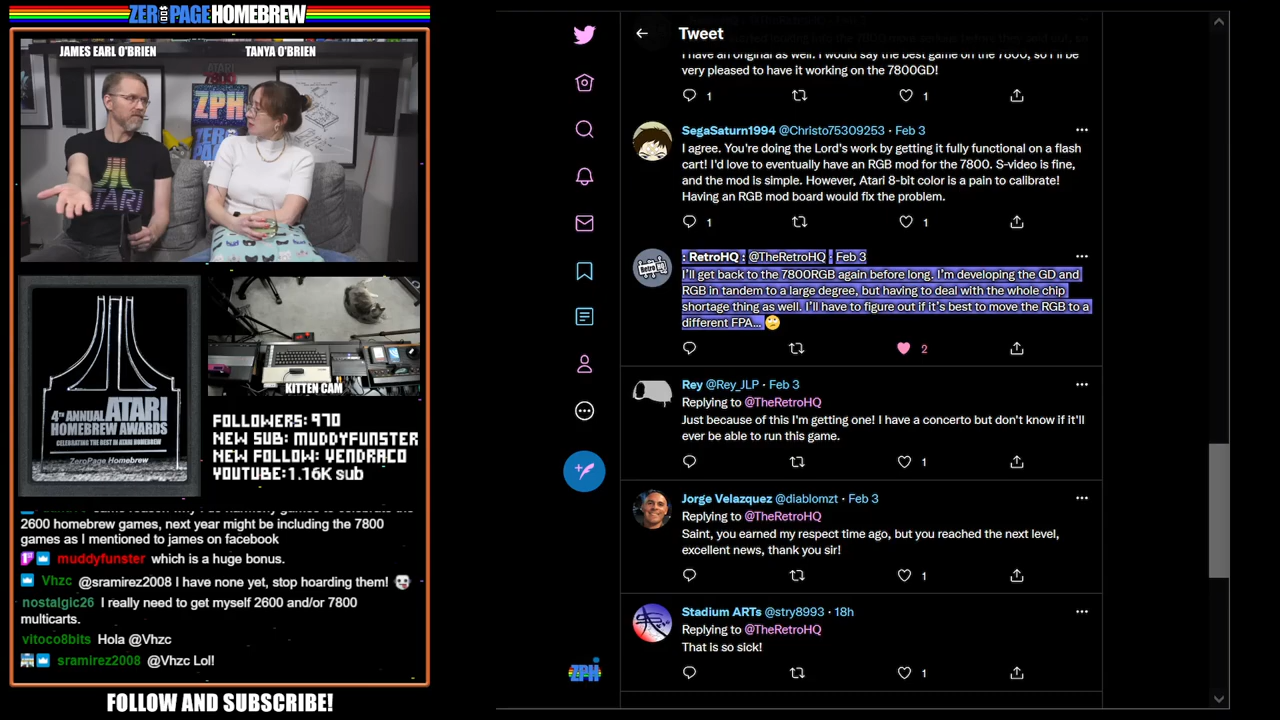 ZEROPAGE HOMEBREW
JAMES EARL O'BRIEN
TANYA O'BRIEN
ATARI
7800
ZPH
ATARI
4TH ANNUAL ATARI
HOMEBREW AWARDS
CELEBRATING THE BEST IN ATARI HOMEBREW
ZeroPage Homebrew
KITTEN CAM
FOLLOWERS: 970
NEW SUB: MUDDYFUNSTER
NEW FOLLOW: VENDRACO
YOUTUBE: 1.16K sub
2600 homebrew games, next year might be including the 7800
games as I mentioned to james on facebook
muddyfunster which is a huge bonus.
Vhzc @sramirez2008 I have none yet, stop hoarding them!
nostalgic26 I really need to get myself 2600 and/or 7800
multicarts.
vitoco8bits Hola @Vhzc
sramirez2008 @Vhzc Lol!
FOLLOW AND SUBSCRIBE!
Tweet
I have an original as well. I would say the best game on the 7800, so I'll be
very pleased to have it working on the 7800GD!
1 1
SegaSaturn1994 @Christo75309253 · Feb 3
I agree. You're doing the Lord's work by getting it fully functional on a flash
cart! I'd love to eventually have an RGB mod for the 7800. S-video is fine,
and the mod is simple. However, Atari 8-bit color is a pain to calibrate!
Having an RGB mod board would fix the problem.
1 1
: RetroHQ : @TheRetroHQ · Feb 3
I'll get back to the 7800RGB again before long. I'm developing the GD and
RGB in tandem to a large degree, but having to deal with the whole chip
shortage thing as well. I'll have to figure out if it's best to move the RGB to a
different FPA...
2
Rey @Rey_JLP · Feb 3
Replying to @TheRetroHQ
Just because of this I'm getting one! I have a concerto but don't know if it'll
ever be able to run this game.
1
Jorge Velazquez @diablomzt · Feb 3
Replying to @TheRetroHQ
Saint, you earned my respect time ago, but you reached the next level,
excellent news, thank you sir!
1
Stadium ARTs @stry8993 · 18h
Replying to @TheRetroHQ
That is so sick!
1
ZPH